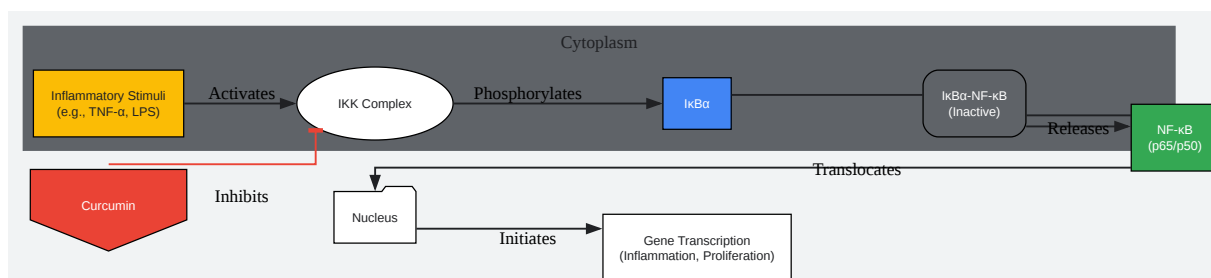 Cytoplasm
Inflammatory Stimuli
(e.g., TNF-α, LPS)
Activates
IKK Complex
Phosphorylates
IκBα
IκBα-NF-κB
(Inactive)
Releases
NF-κB
(p65/p50)
Translocates
Curcumin
Inhibits
Nucleus
Initiates
Gene Transcription
(Inflammation, Proliferation)